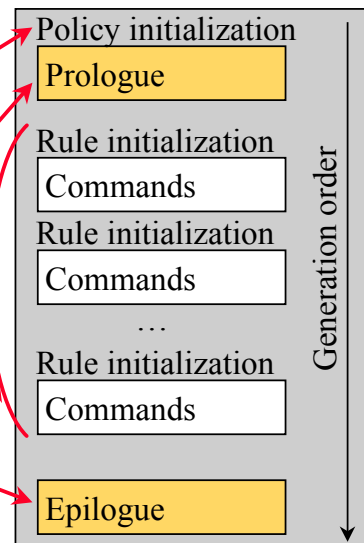 Policy initialization
Prologue
Rule initialization
Commands
Rule initialization
Commands
…
Rule initialization
Commands
Epilogue
Generation order